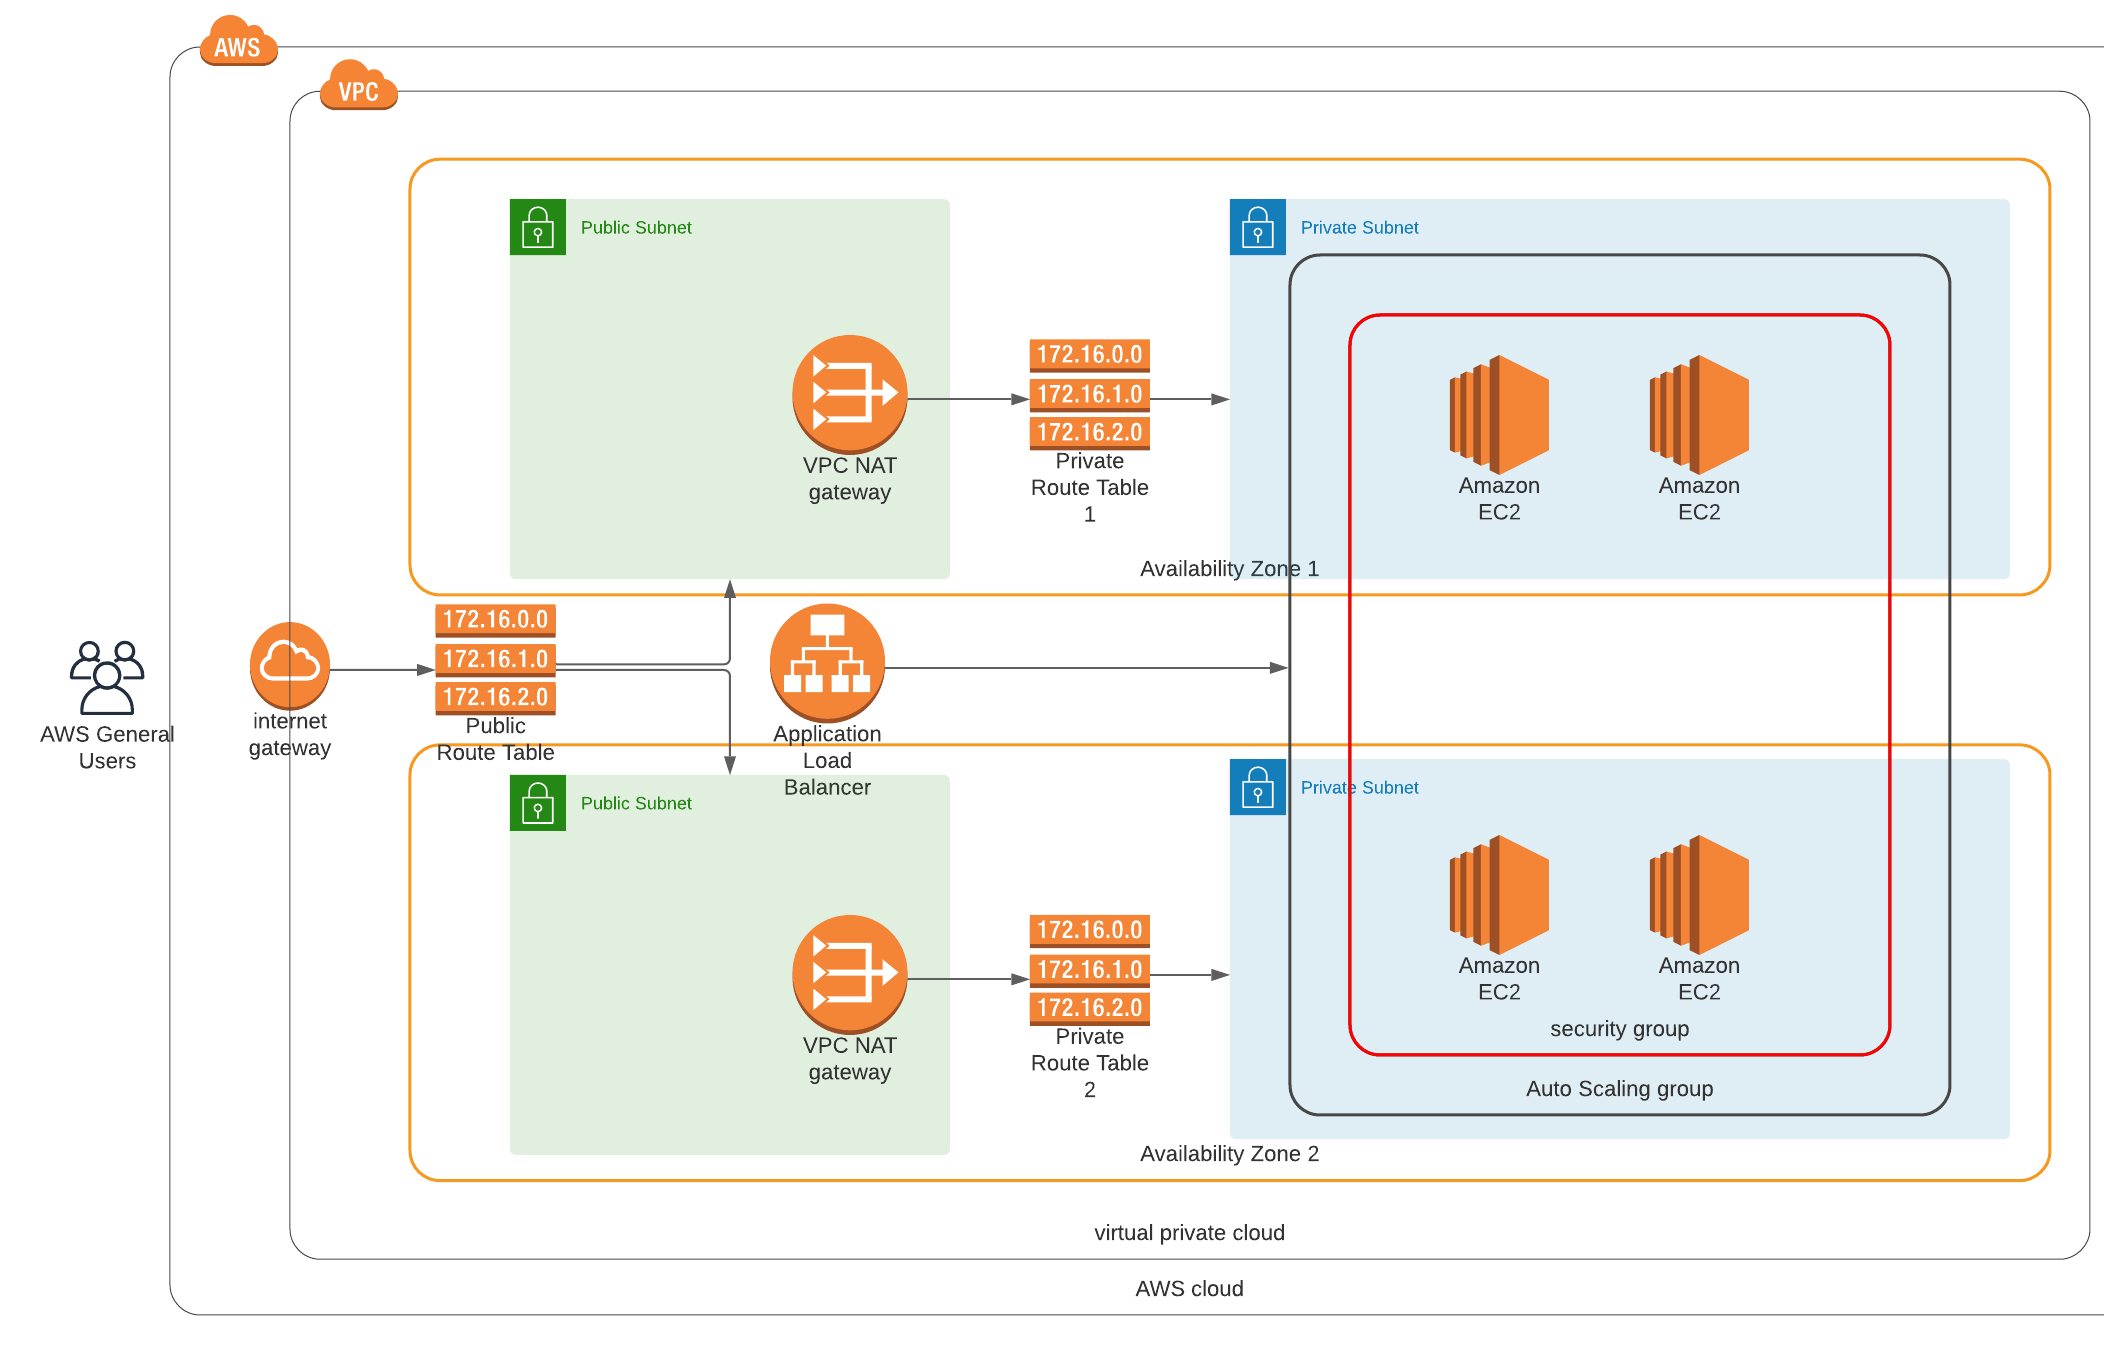 AWS
VPC
Public Subnet
Private Subnet
172.16.0.0
172.16.1.0
172.16.2.0
VPC NAT
gateway
Private
Route Table
1
Amazon
EC2
Amazon
EC2
Availability Zone 1
AWS General
Users
internet
gateway
172.16.0.0
172.16.1.0
172.16.2.0
Public
Route Table
Application
Load
Balancer
Public Subnet
Private Subnet
VPC NAT
gateway
172.16.0.0
172.16.1.0
172.16.2.0
Private
Route Table
2
Amazon
EC2
Amazon
EC2
security group
Auto Scaling group
Availability Zone 2
virtual private cloud
AWS cloud